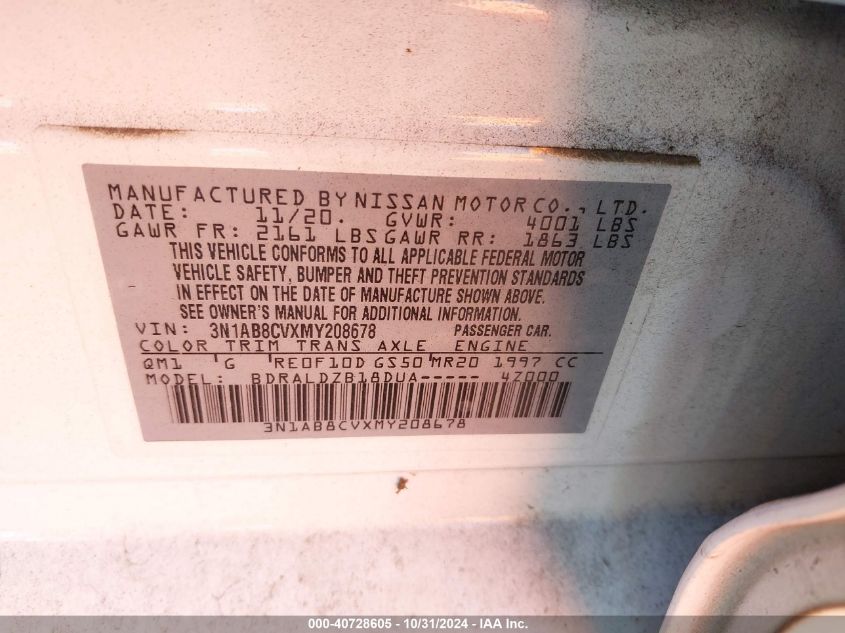 MANUFACTURED BY NISSAN MOTOR CO., LTD.
DATE: 11/20. GVWR: 4001 LBS
GAWR FR: 2161 LBS GAWR RR: 1863 LBS
THIS VEHICLE CONFORMS TO ALL APPLICABLE FEDERAL MOTOR
VEHICLE SAFETY, BUMPER AND THEFT PREVENTION STANDARDS
IN EFFECT ON THE DATE OF MANUFACTURE SHOWN ABOVE.
SEE OWNER'S MANUAL FOR ADDITIONAL INFORMATION.
VIN: 3N1AB8CVXMY208678 PASSENGER CAR.
COLOR TRIM TRANS AXLE ENGINE
QM1 G RE0F10D GS50 MR20 1997 CC
MODEL: BDRALDZB18DUA----- 4Z000
3N1AB8CVXMY208678
000-40728605 - 10/31/2024 - IAA Inc.